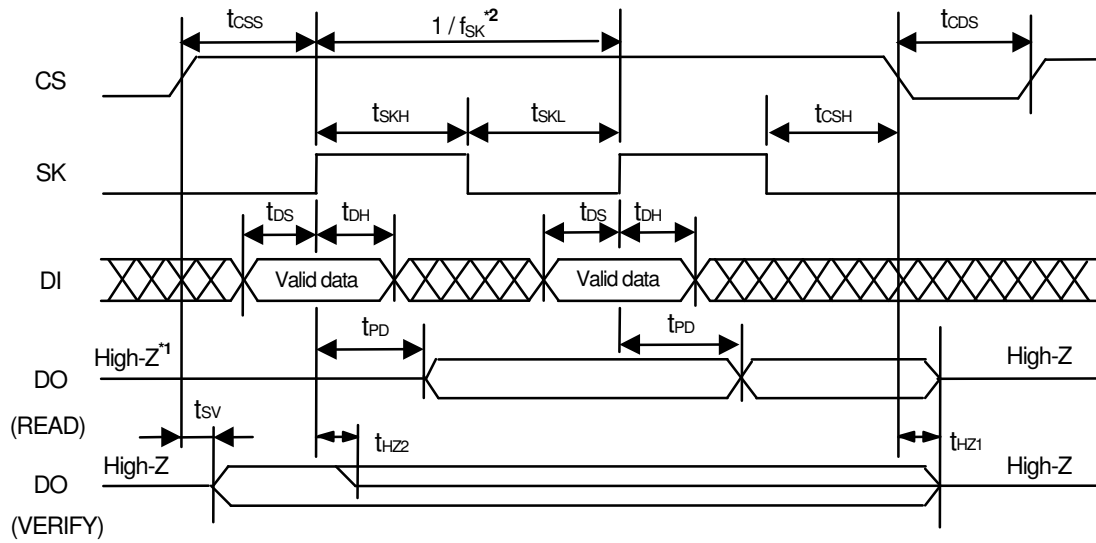 tCSS 1 / fSK*2 tCDS
CS
tSKH tSKL tCSH
SK
tDS tDH tDS tDH
DI Valid data Valid data
tPD tPD
High-Z*1 High-Z
DO
(READ)
tSV tHZ2 tHZ1
High-Z High-Z
DO
(VERIFY)